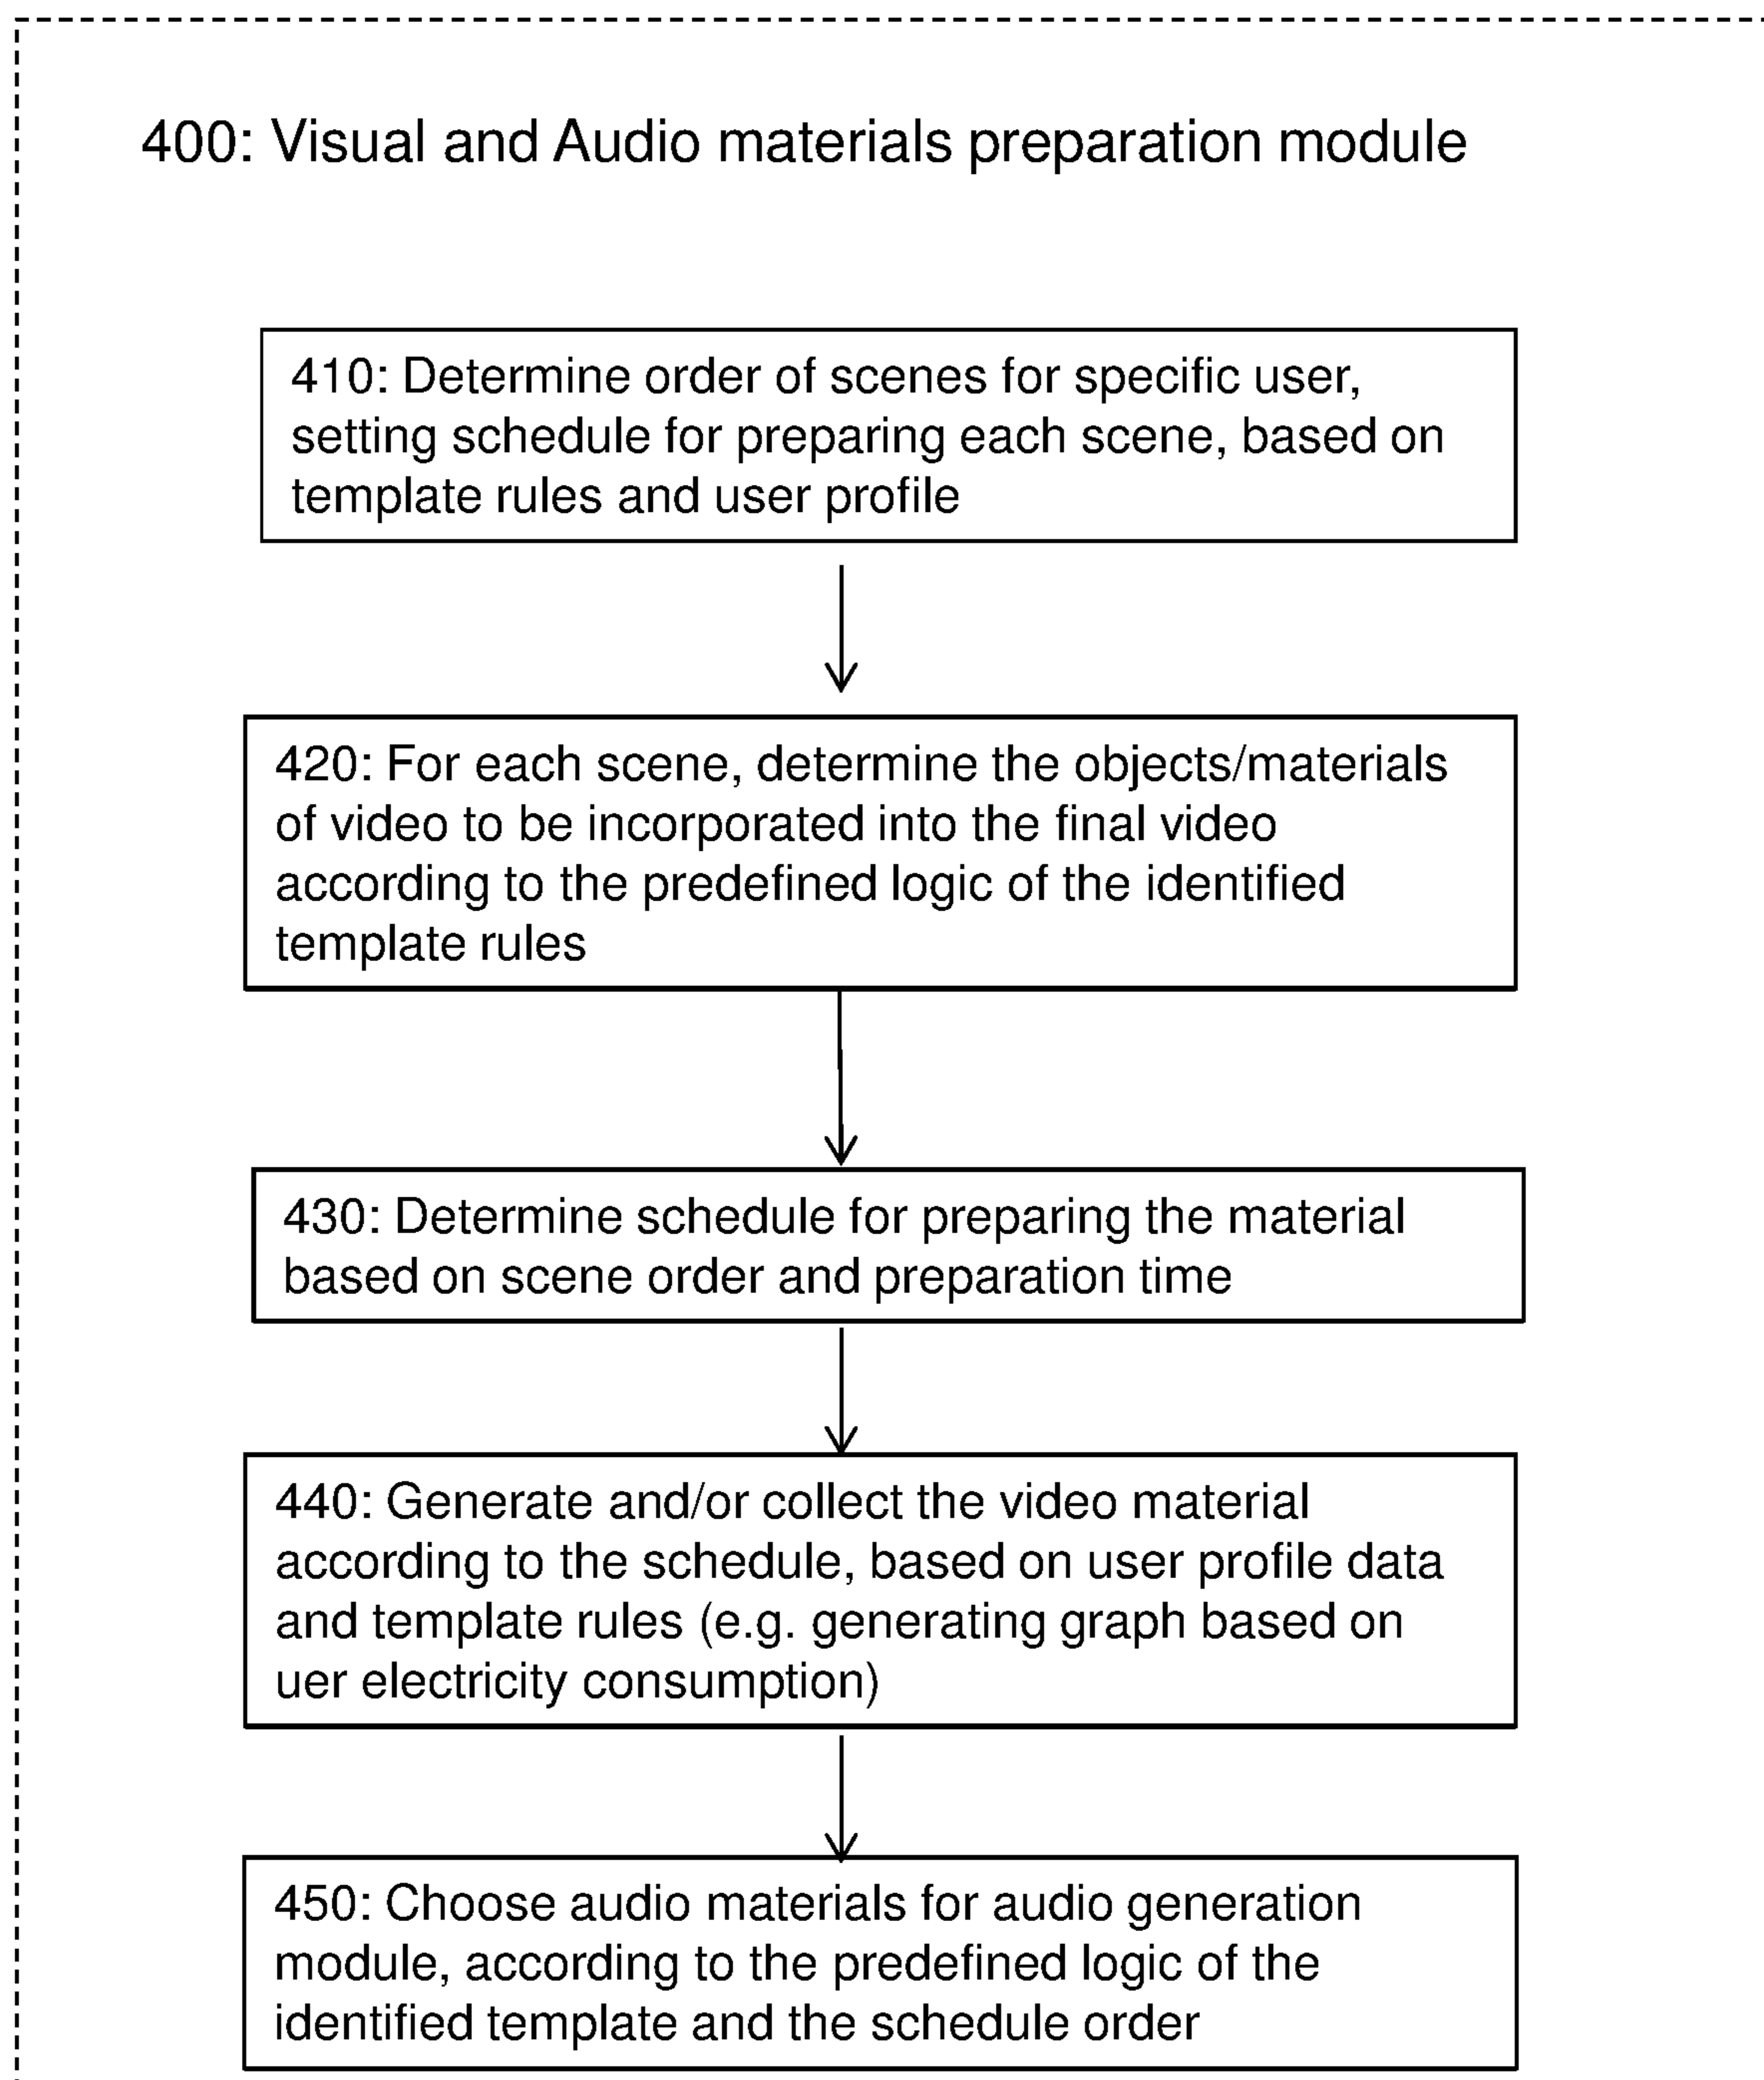 400: Visual and Audio materials preparation module
410: Determine order of scenes for specific user,
setting schedule for preparing each scene, based on
template rules and user profile
420: For each scene, determine the objects/materials
of video to be incorporated into the final video
according to the predefined logic of the identified
template rules
430: Determine schedule for preparing the material
based on scene order and preparation time
440: Generate and/or collect the video material
according to the schedule, based on user profile data
and template rules (e.g. generating graph based on
uer electricity consumption)
450: Choose audio materials for audio generation
module, according to the predefined logic of the
identified template and the schedule order